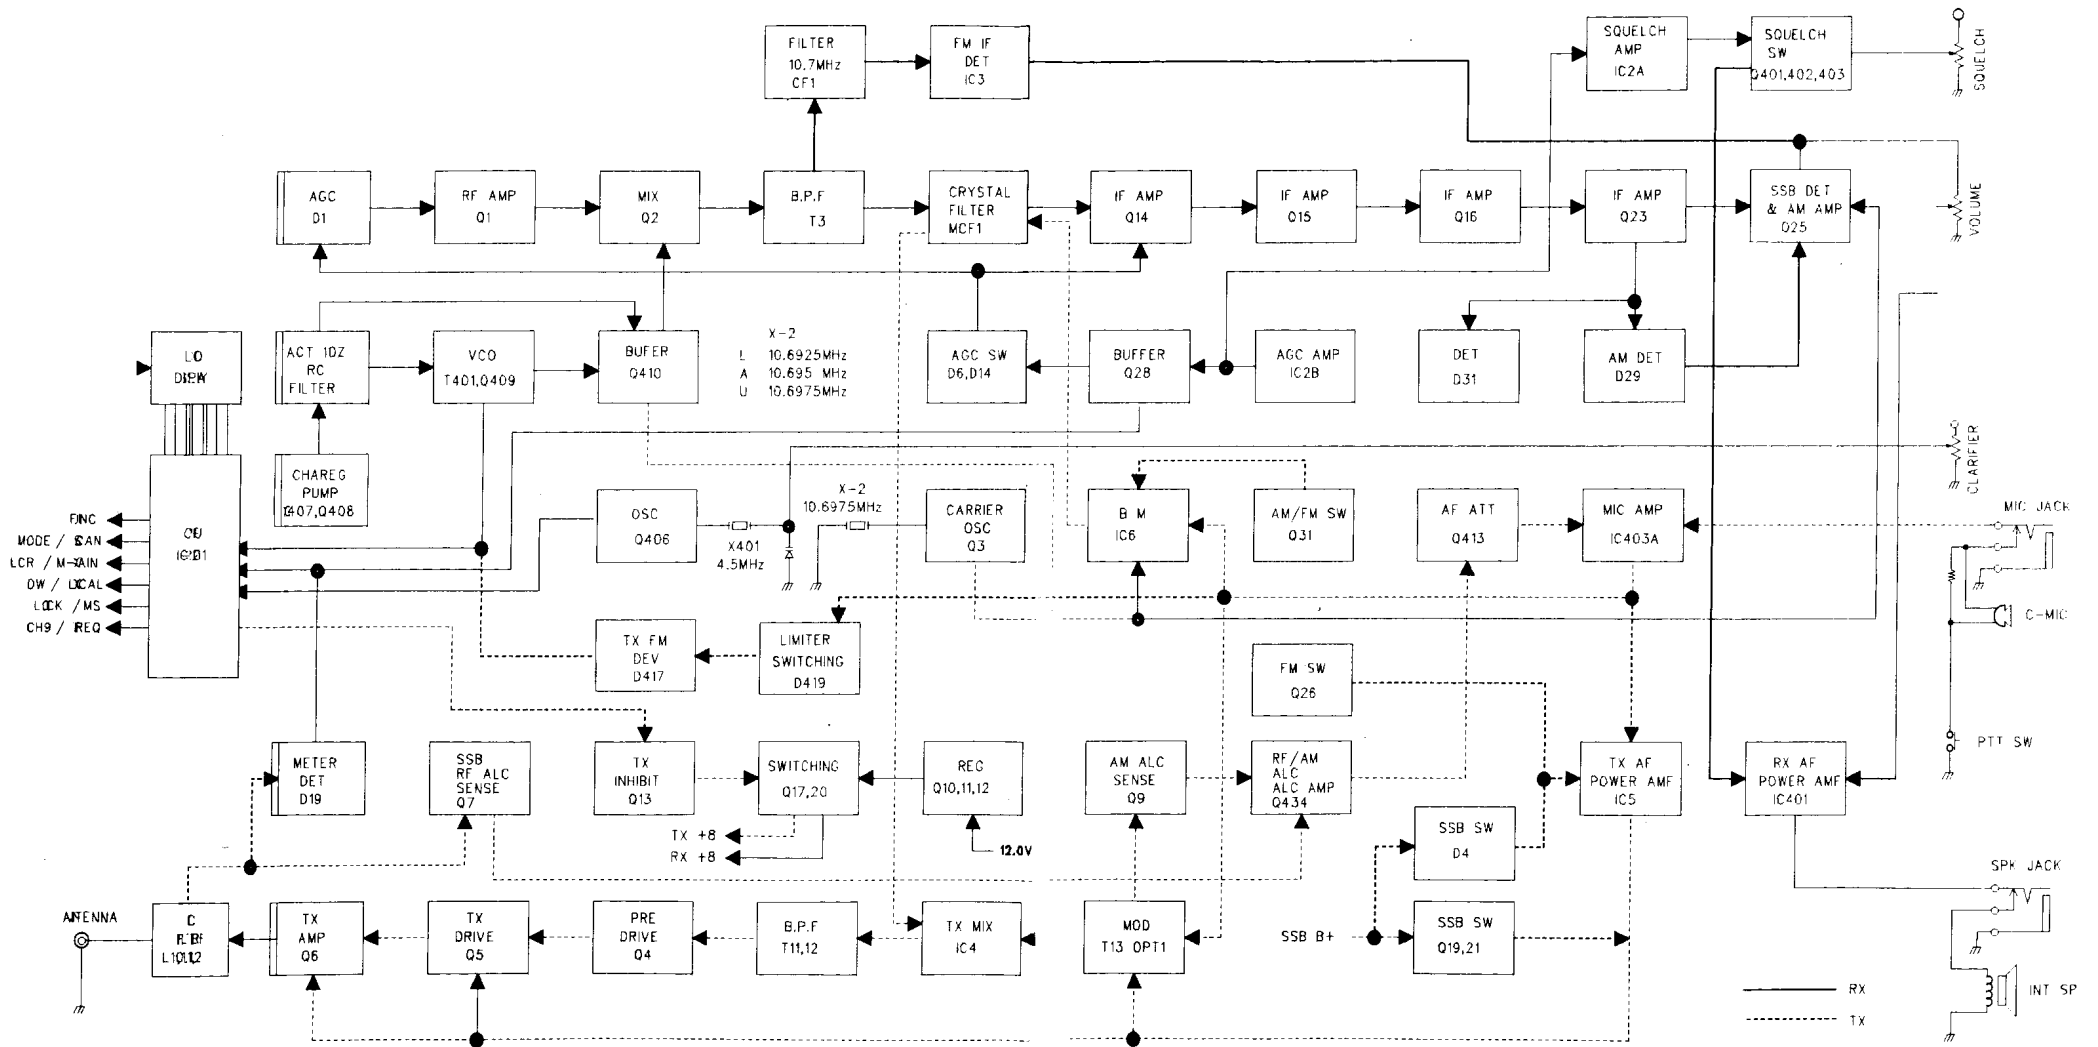 FILTER
10.7MHz
CF1
FM IF
DET
IC3
SQUELCH
AMP
IC2A
SQUELCH
SW
Q401,402,403
SQUELCH
AGC
D1
RF AMP
Q1
MIX
Q2
B.P.F
T3
CRYSTAL
FILTER
MCF1
IF AMP
Q14
IF AMP
Q15
IF AMP
Q16
IF AMP
Q23
SSB DET
& AM AMP
Q25
VOLUME
ACT 1DZ
RC
FILTER
VCO
T401,Q409
BUFER
Q410
X-2
L 10.6925MHz
A 10.695 MHz
U 10.6975MHz
AGC SW
D6,D14
BUFFER
Q28
AGC AMP
IC2B
DET
D31
AM DET
D29
CLARIFIER
CHAREG
PUMP
Q408
OSC
Q406
X401
4.5MHz
X-2
10.6975MHz
CARRIER
OSC
Q3
B M
IC6
AM/FM SW
Q31
AF ATT
Q413
MIC AMP
IC403A
MIC JACK
MODE /
LCR /
DW /
/ MS
CH9 /
C-MIC
TX FM
DEV
D417
LIMITER
SWITCHING
D419
FM SW
Q26
PTT SW
METER
DET
D19
SSB
RF ALC
SENSE
Q7
TX
INHIBIT
Q13
SWITCHING
Q17,20
REG
Q10,11,12
AM ALC
SENSE
Q9
RF/AM
ALC
ALC AMP
Q434
TX AF
POWER AMF
IC5
RX AF
POWER AMF
IC401
TX +8
RX +8
12.0V
SSB SW
D4
SPK JACK
ANTENNA
TX
AMP
Q6
TX
DRIVE
Q5
PRE
DRIVE
Q4
B.P.F
T11,12
TX MIX
IC4
MOD
T13 OPT1
SSB B+
SSB SW
Q19,21
INT SP
RX
TX